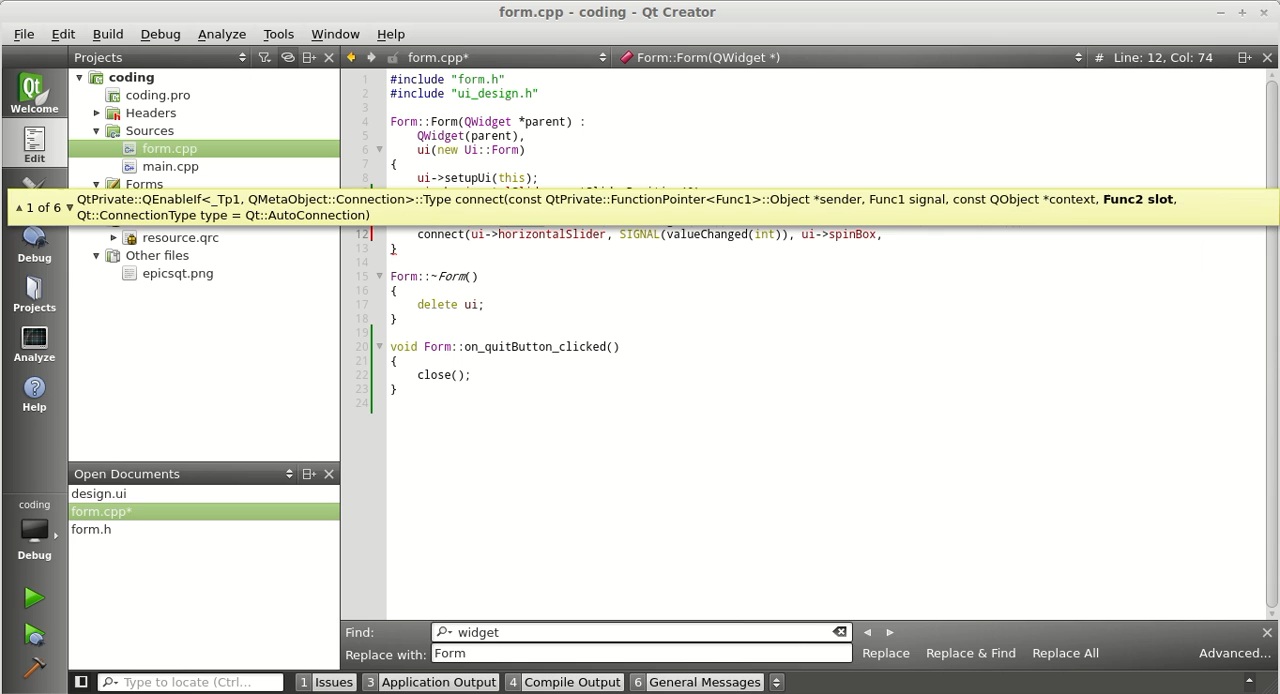 form.cpp - coding - Qt Creator
File Edit Build Debug Analyze Tools Window Help
Projects
form.cpp*
Form::Form(QWidget *)
# Line: 12, Col: 74
Qt
Welcome
Edit
Debug
Projects
Analyze
Help
coding
coding.pro
Headers
Sources
form.cpp
main.cpp
Forms
resource.qrc
Other files
epicsqt.png
1 #include "form.h"
2 #include "ui_design.h"
3
4 Form::Form(QWidget *parent) :
5 QWidget(parent),
6 ui(new Ui::Form)
7 {
8 ui->setupUi(this);
1 of 6 QtPrivate::QEnableIf<_Tp1, QMetaObject::Connection>::Type connect(const QtPrivate::FunctionPointer<Func1>::Object *sender, Func1 signal, const QObject *context, Func2 slot,
Qt::ConnectionType type = Qt::AutoConnection)
12 connect(ui->horizontalSlider, SIGNAL(valueChanged(int)), ui->spinBox,
13 }
14
15 Form::~Form()
16 {
17 delete ui;
18 }
19
20 void Form::on_quitButton_clicked()
21 {
22 close();
23 }
24
Open Documents
design.ui
form.cpp*
form.h
coding
Debug
Find: widget
Replace with: Form
Replace Replace & Find Replace All Advanced...
Type to locate (Ctrl...
1 Issues 3 Application Output 4 Compile Output 6 General Messages